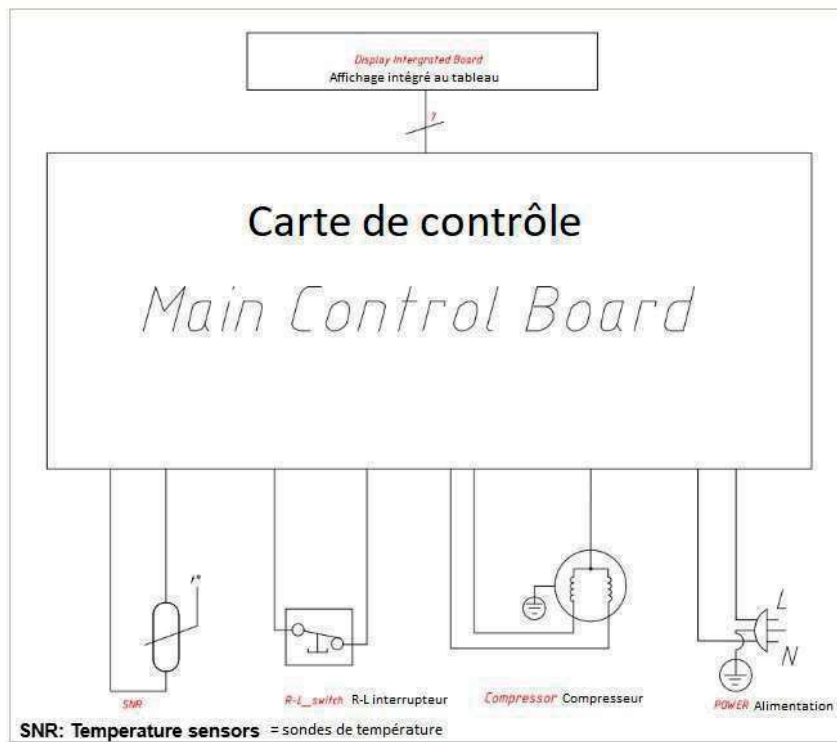 Display Intergrated Board
Affichage intégré au tableau
7
Carte de contrôle
Main Control Board
t°
L
N
SNR
R-L_switch R-L interrupteur
Compressor Compresseur
POWER Alimentation
SNR: Temperature sensors = sondes de température